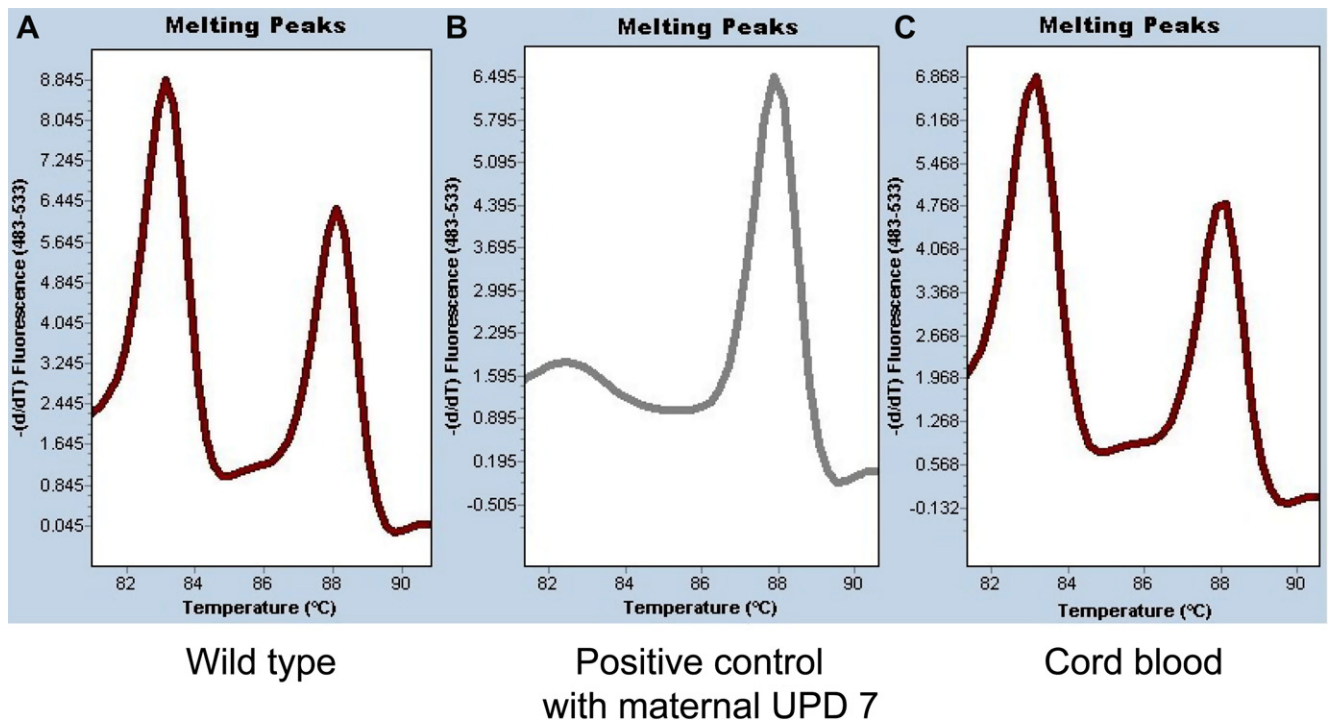 A Melting Peaks
-(d/dT) Fluorescence (483-533)
8.845
8.045
7.245
6.445
5.645
4.845
4.045
3.245
2.445
1.645
0.845
0.045
82 84 86 88 90
Temperature (°C)
Wild type
B Melting Peaks
-(d/dT) Fluorescence (483-533)
6.495
5.795
5.095
4.395
3.695
2.995
2.295
1.595
0.895
0.195
-0.505
82 84 86 88 90
Temperature (°C)
Positive control
with maternal UPD 7
C Melting Peaks
-(d/dT) Fluorescence (483-533)
6.868
6.168
5.468
4.768
4.068
3.368
2.668
1.968
1.268
0.568
-0.132
82 84 86 88 90
Temperature (°C)
Cord blood